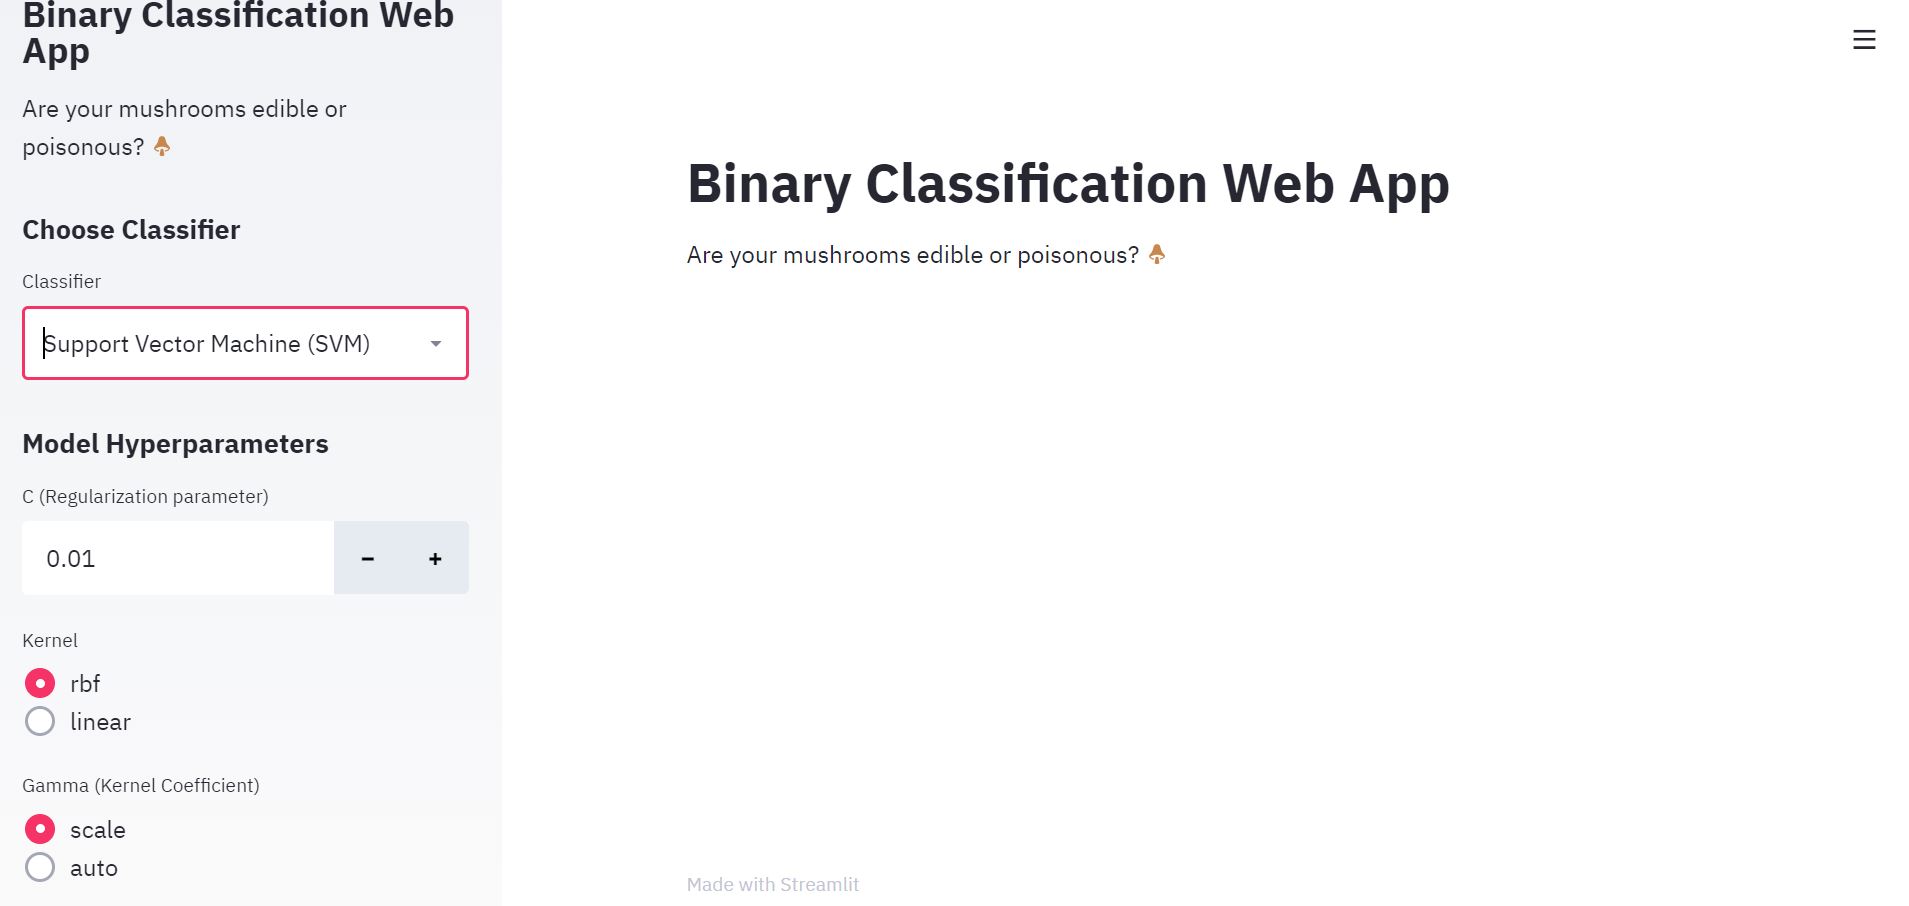 Binary Classification Web
App
Are your mushrooms edible or
poisonous?
Choose Classifier
Classifier
Support Vector Machine (SVM)
Model Hyperparameters
C (Regularization parameter)
0.01
Kernel
rbf
linear
Gamma (Kernel Coefficient)
scale
auto
Binary Classification Web App
Are your mushrooms edible or poisonous?
Made with Streamlit